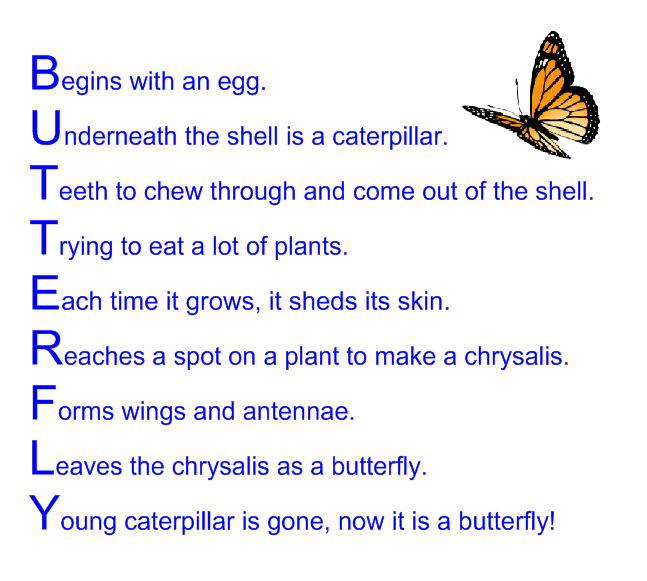 Begins with an egg.
Underneath the shell is a caterpillar.
Teeth to chew through and come out of the shell.
Trying to eat a lot of plants.
Each time it grows, it sheds its skin.
Reaches a spot on a plant to make a chrysalis.
Forms wings and antennae.
Leaves the chrysalis as a butterfly.
Young caterpillar is gone, now it is a butterfly!